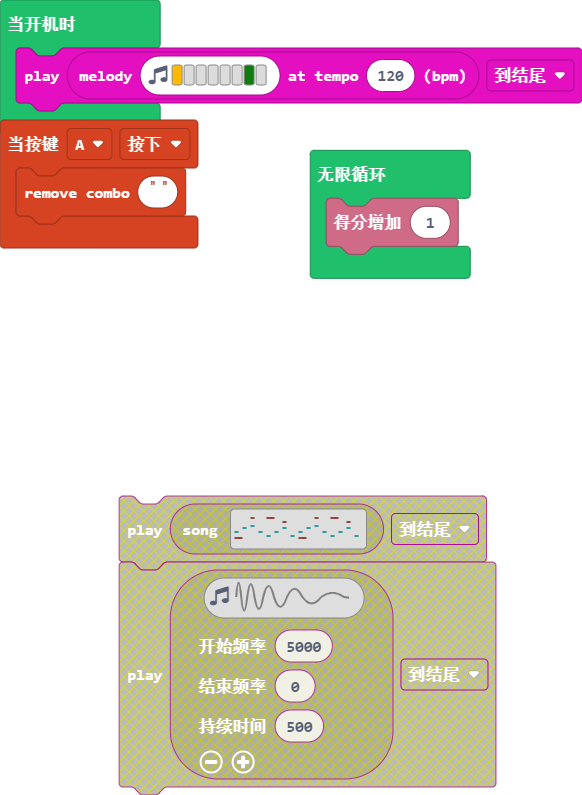 当开机时
play melody at tempo 120 (bpm) 到结尾
当按键 A 按下
remove combo " "
无限循环
得分增加 1
play song 到结尾
play
开始频率 5000
结束频率 0
持续时间 500
到结尾